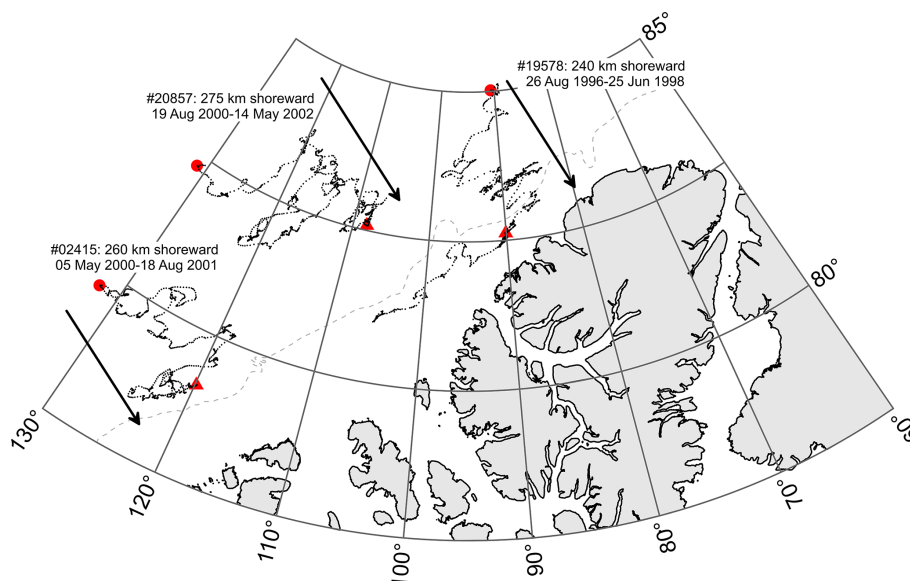 85°
#19578: 240 km shoreward
26 Aug 1996-25 Jun 1998
#20857: 275 km shoreward
19 Aug 2000-14 May 2002
#02415: 260 km shoreward
05 May 2000-18 Aug 2001
80°
130°
120°
110°
100°
90°
80°
70°
60°